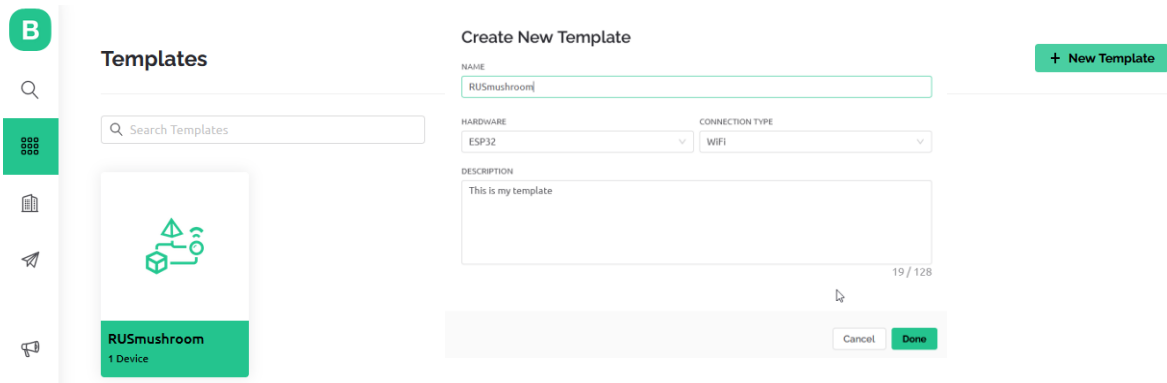 B
Templates
Search Templates
RUSmushroom
1 Device
Create New Template
NAME
RUSmushroom
HARDWARE
CONNECTION TYPE
ESP32
WiFi
DESCRIPTION
This is my template
19 / 128
Cancel
Done
+ New Template